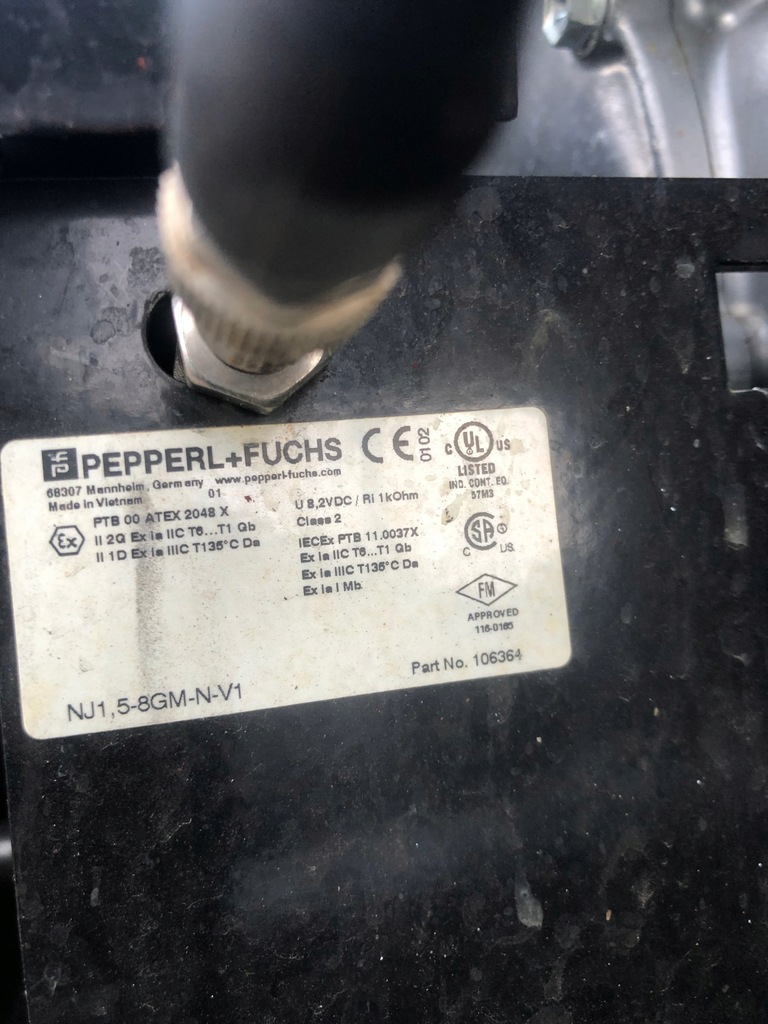 PEPPERL+FUCHS
68307 Mannheim, Germany www.pepperl-fuchs.com
Made in Vietnam 01
PTB 00 ATEX 2048 X
Ex
II 2G Ex ia IIC T6...T1 Gb
II 1D Ex ia IIIC T135°C Da
U 8,2VDC / Ri 1kOhm
Class 2
IECEx PTB 11.0037X
Ex ia IIC T6...T1 Gb
Ex ia IIIC T135°C Da
Ex ia I Mb
CE 0102
C UL US
LISTED
IND. CONT. EQ.
57M3
SA
C US
FM
APPROVED
116-0165
Part No. 106364
NJ1,5-8GM-N-V1